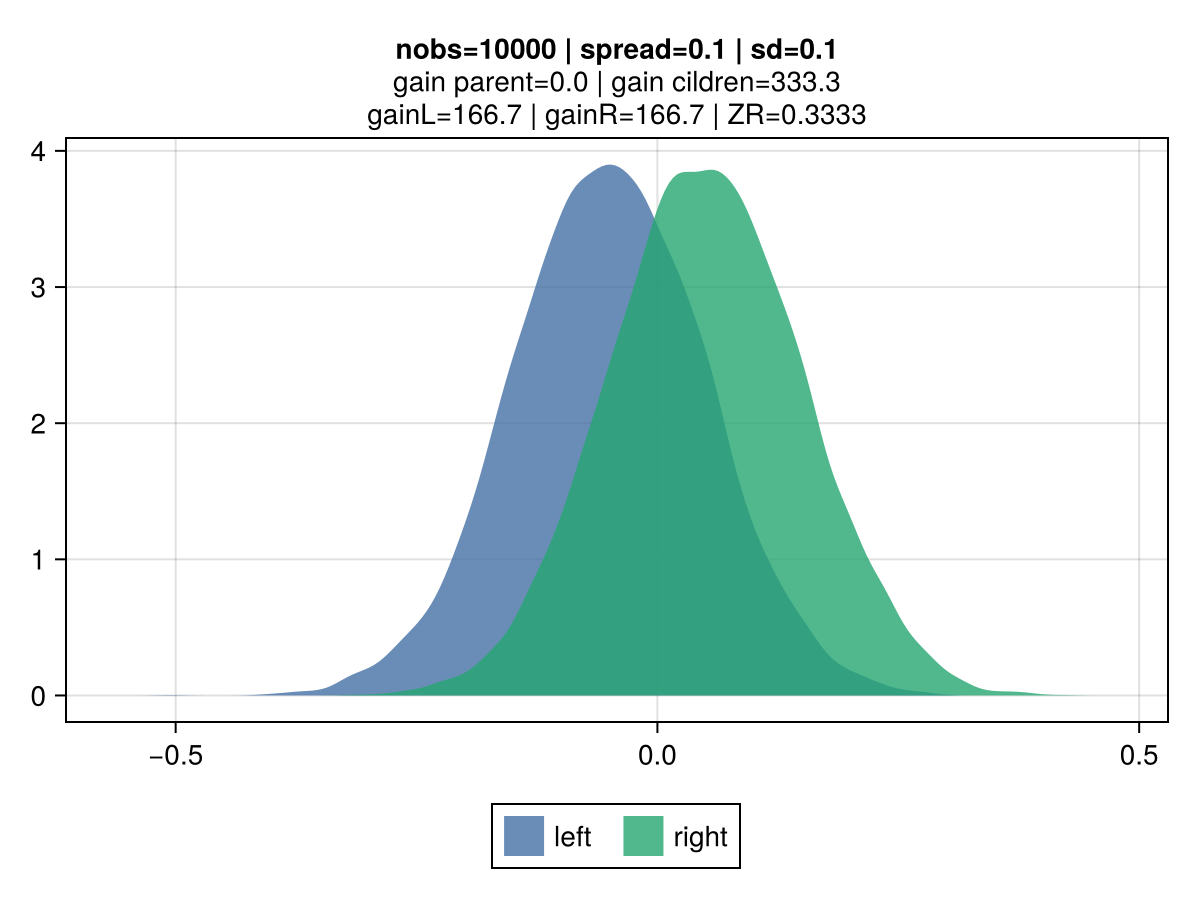 nobs=10000 | spread=0.1 | sd=0.1
gain parent=0.0 | gain cildren=333.3
gainL=166.7 | gainR=166.7 | ZR=0.3333
4
3
2
1
0
−0.5 0.0 0.5
left right